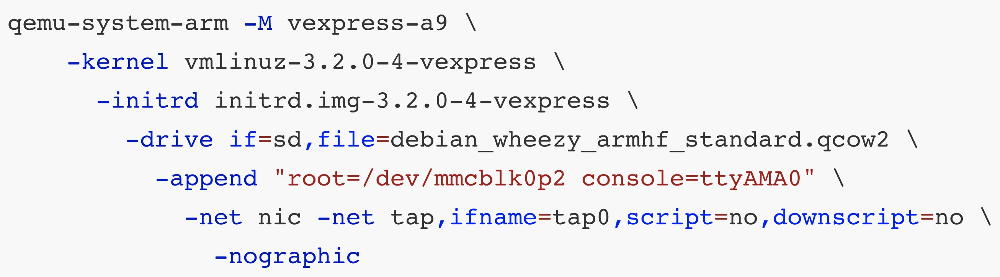 qemu-system-arm -M vexpress-a9 \
-kernel vmlinuz-3.2.0-4-vexpress \
-initrd initrd.img-3.2.0-4-vexpress \
-drive if=sd,file=debian_wheezy_armhf_standard.qcow2 \
-append "root=/dev/mmcblk0p2 console=ttyAMA0" \
-net nic -net tap,ifname=tap0,script=no,downscript=no \
-nographic